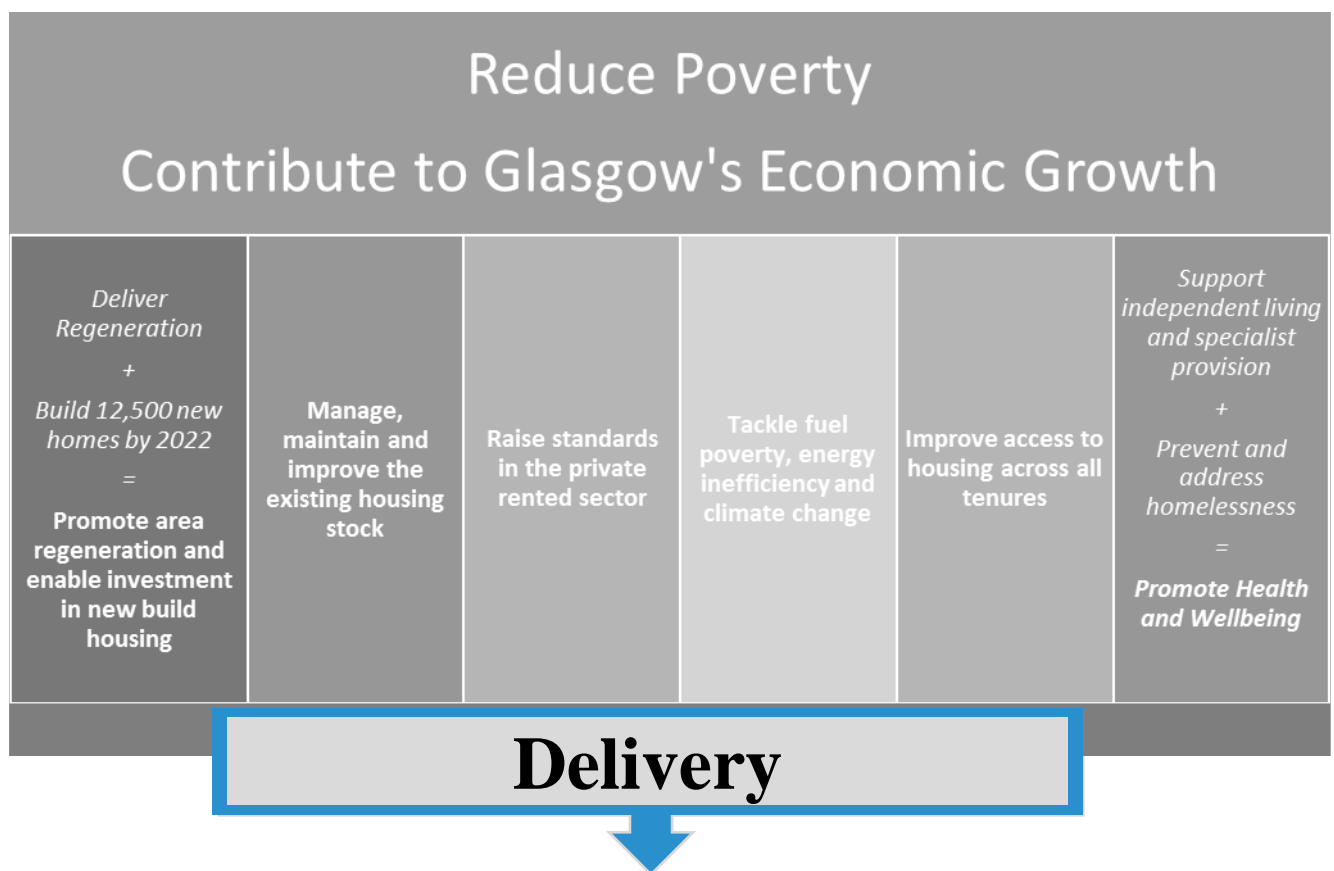 Reduce Poverty
Contribute to Glasgow's Economic Growth
Deliver
Regeneration
+
Build 12,500 new
homes by 2022
=
Promote area
regeneration and
enable investment
in new build
housing
Manage,
maintain and
improve the
existing housing
stock
Raise standards
in the private
rented sector
Tackle fuel
poverty, energy
inefficiency and
climate change
Improve access to
housing across all
tenures
Support
independent living
and specialist
provision
+
Prevent and
address
homelessness
=
Promote Health
and Wellbeing
Delivery